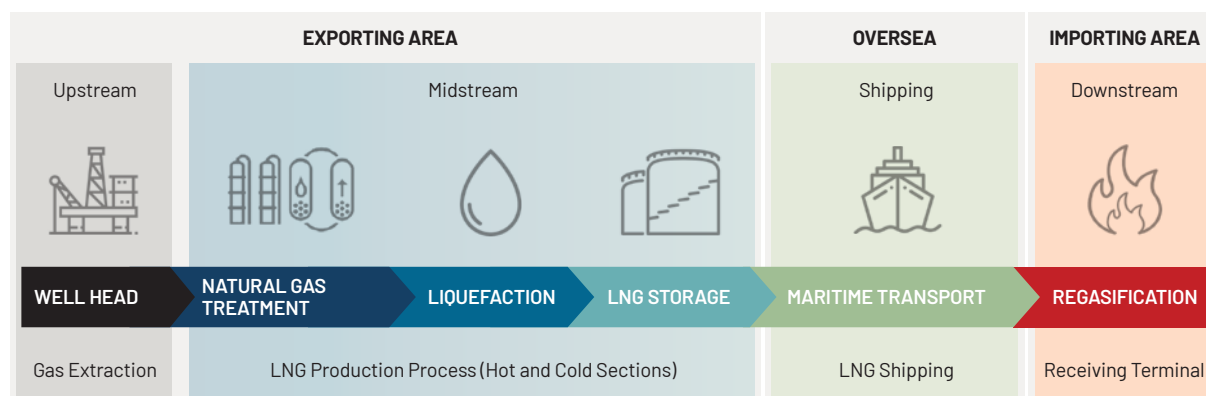 EXPORTING AREA
OVERSEA
IMPORTING AREA
Upstream
Midstream
Shipping
Downstream
WELL HEAD
NATURAL GAS
TREATMENT
LIQUEFACTION
LNG STORAGE
MARITIME TRANSPORT
REGASIFICATION
Gas Extraction
LNG Production Process (Hot and Cold Sections)
LNG Shipping
Receiving Terminal